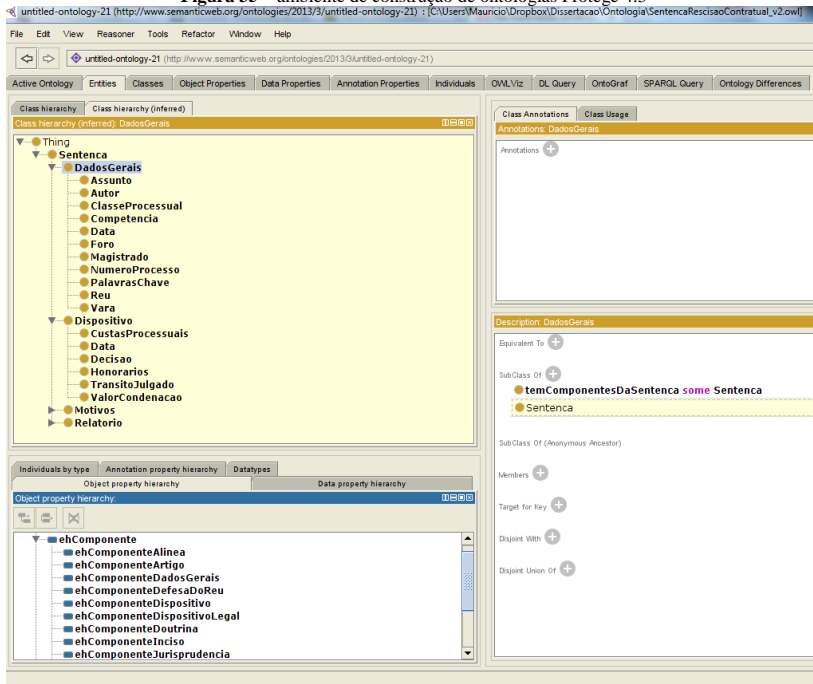 Figura 35 – ambiente de construção de ontologias Protégé 4.3
untitled-ontology-21 (http://www.semanticweb.org/ontologies/2013/3/untitled-ontology-21) : [C:\Users\Mauricio\Dropbox\Dissertacao\Ontologia\SentencaRescisaoContratual_v2.owl]
File Edit View Reasoner Tools Refactor Window Help
untitled-ontology-21 (http://www.semanticweb.org/ontologies/2013/3/untitled-ontology-21)
Active Ontology Entities Classes Object Properties Data Properties Annotation Properties Individuals OWLViz DL Query OntoGraf SPARQL Query Ontology Differences
Class hierarchy Class hierarchy (inferred)
Class hierarchy (inferred): DadosGerais
Thing
Sentenca
DadosGerais
Assunto
Autor
ClasseProcessual
Competencia
Data
Foro
Magistrado
NumeroProcesso
PalavrasChave
Reu
Vara
Dispositivo
CustasProcessuais
Data
Decisao
Honorarios
TransitoJulgado
ValorCondenacao
Motivos
Relatorio
Individuals by type Annotation property hierarchy Datatypes
Object property hierarchy Data property hierarchy
Object property hierarchy:
ehComponente
ehComponenteAlinea
ehComponenteArtigo
ehComponenteDadosGerais
ehComponenteDefesaDoReu
ehComponenteDispositivo
ehComponenteDispositivoLegal
ehComponenteDoutrina
ehComponenteInciso
ehComponenteJurisprudencia
Class Annotations Class Usage
Annotations: DadosGerais
Annotations
Description: DadosGerais
Equivalent To
SubClass Of
temComponentesDaSentenca some Sentenca
Sentenca
SubClass Of (Anonymous Ancestor)
Members
Target for Key
Disjoint With
Disjoint Union Of